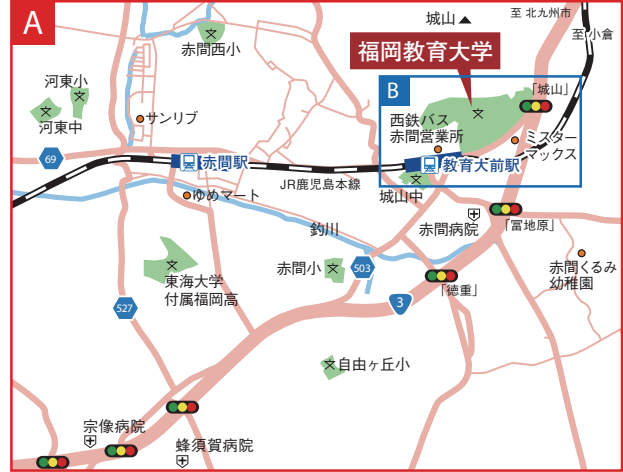 A
城山
至 北九州市
至 小倉
赤間西小
福岡教育大学
河東小
河東中
サンリブ
B
「城山」
西鉄バス
赤間営業所
ミスター
マックス
69
赤間駅
教育大前駅
JR鹿児島本線
城山中
ゆめマート
釣川
赤間病院
「冨地原」
東海大学
付属福岡高
赤間小
503
赤間くるみ
幼稚園
「徳重」
527
3
自由ヶ丘小
宗像病院
蜂須賀病院